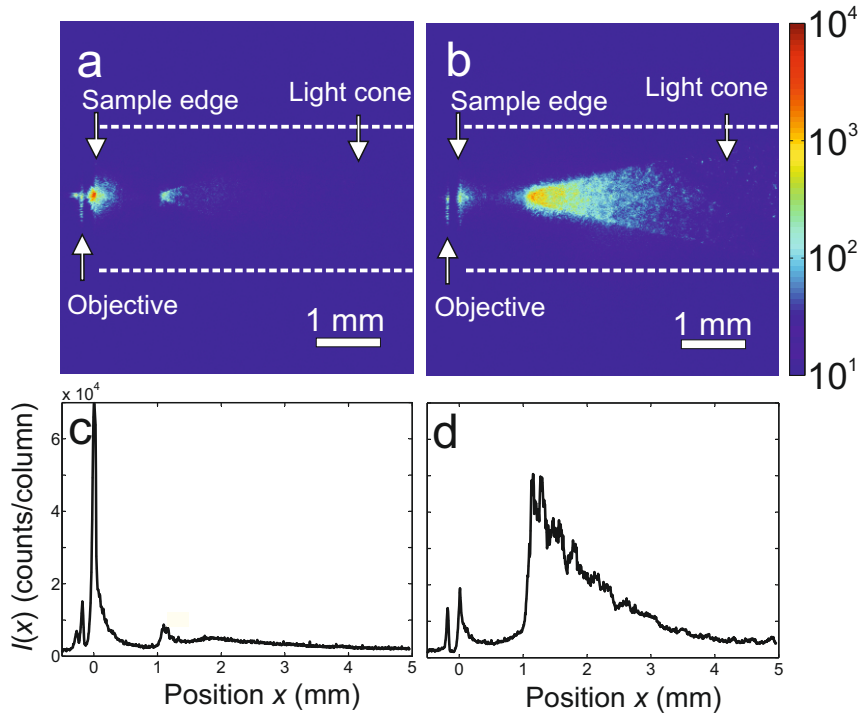 a
Sample edge
Light cone
Objective
1 mm
b
Sample edge
Light cone
Objective
1 mm
10^4
10^3
10^2
10^1
x 10^4
c
6
4
2
0
0 1 2 3 4 5
I(x) (counts/column)
Position x (mm)
d
0 1 2 3 4 5
Position x (mm)